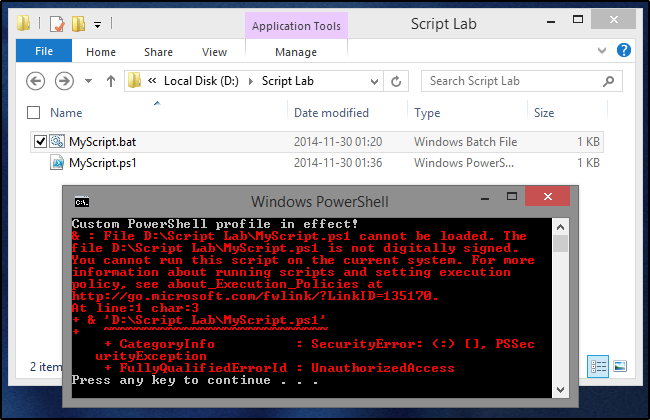 Application Tools
Script Lab
File
Home
Share
View
Manage
« Local Disk (D:) Script Lab
Search Script Lab
Name
Date modified
Type
Size
MyScript.bat
2014-11-30 01:20
Windows Batch File
1 KB
MyScript.ps1
2014-11-30 01:36
Windows PowerS...
1 KB
Windows PowerShell
Custom PowerShell profile in effect!
& : File D:\Script Lab\MyScript.ps1 cannot be loaded. The
file D:\Script Lab\MyScript.ps1 is not digitally signed.
You cannot run this script on the current system. For more
information about running scripts and setting execution
policy, see about_Execution_Policies at
http://go.microsoft.com/fwlink/?LinkID=135170.
At line:1 char:3
+ & 'D:\Script Lab\MyScript.ps1'
+   ~~~~~~~~~~~~~~~~~~~~~~~~~~~~
    + CategoryInfo          : SecurityError: (:) [], PSSec
   urityException
    + FullyQualifiedErrorId : UnauthorizedAccess
Press any key to continue . . .
2 item